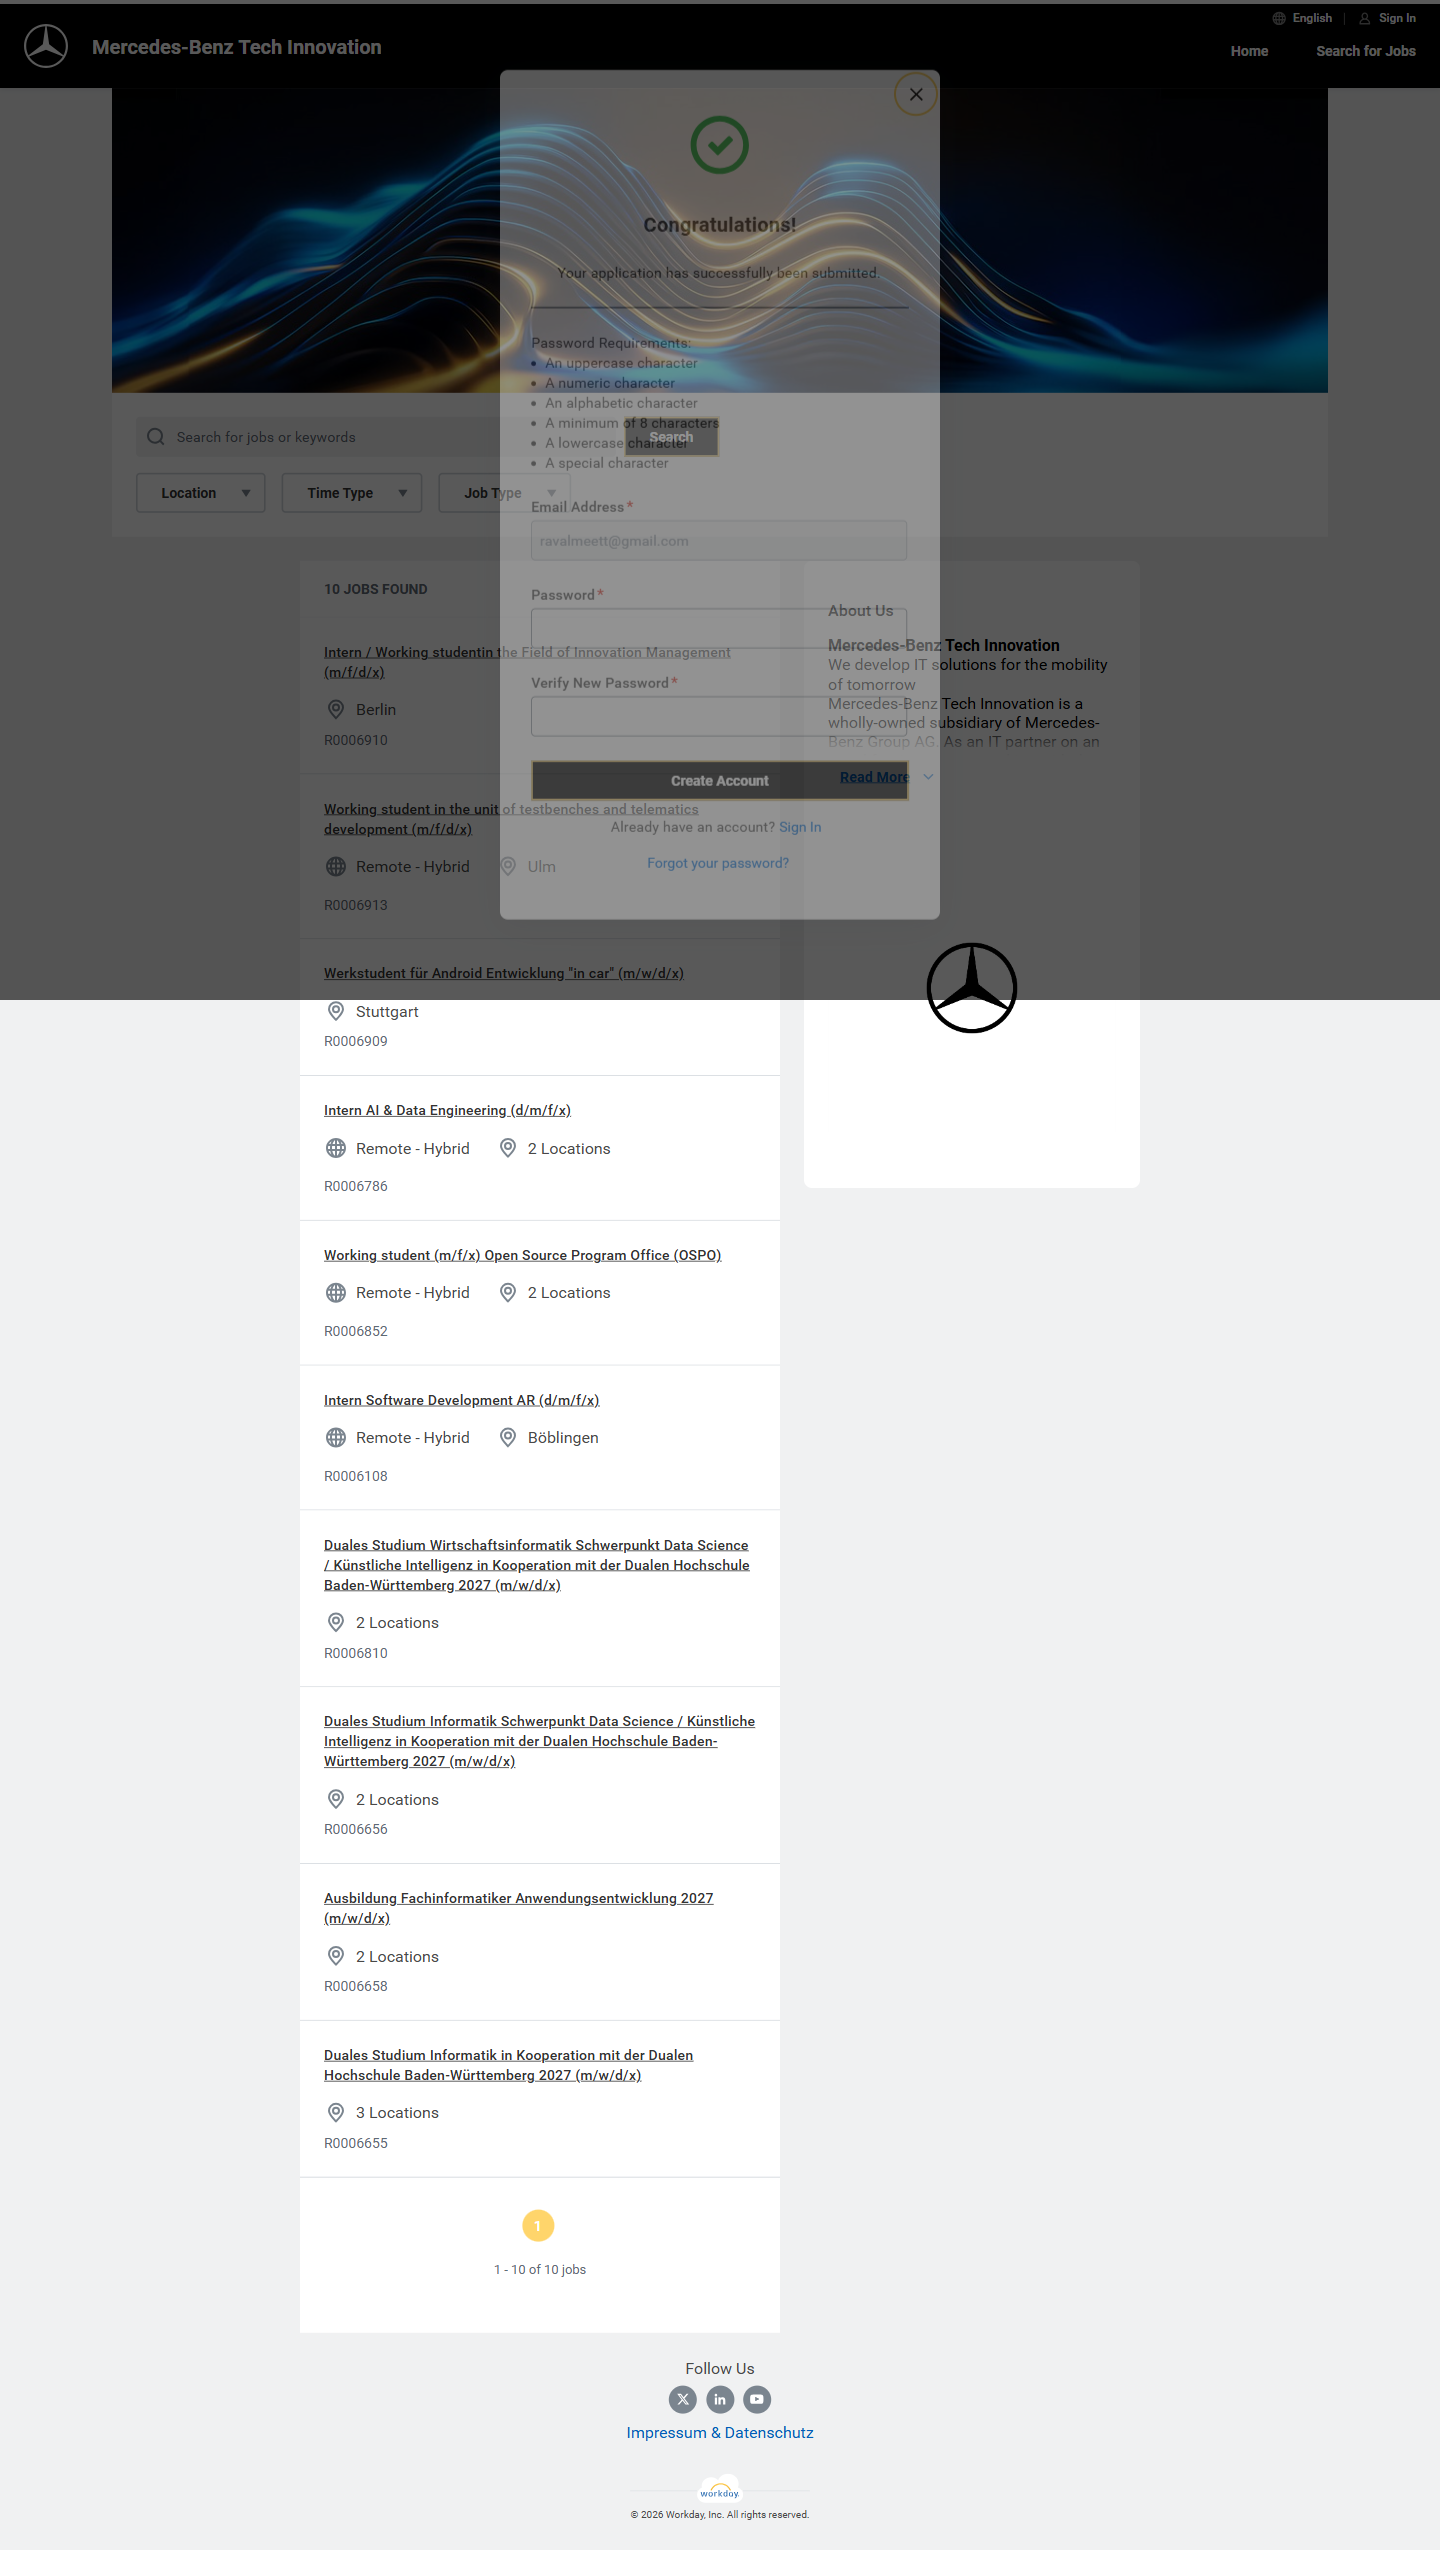 English
Sign In
Mercedes-Benz Tech Innovation
Home
Search for Jobs
Congratulations!
Your application has successfully been submitted.
Password Requirements:
An uppercase character
A numeric character
An alphabetic character
A minimum of 8 characters
A lowercase character
A special character
Search for jobs or keywords
Search
Location
Time Type
Job Type
Email Address*
ravalmeett@gmail.com
Password*
Verify New Password*
Create Account
Already have an account? Sign In
Forgot your password?
10 JOBS FOUND
Intern / Working studentin the Field of Innovation Management
(m/f/d/x)
Berlin
R0006910
Working student in the unit of testbenches and telematics
development (m/f/d/x)
Remote - Hybrid
Ulm
R0006913
Werkstudent für Android Entwicklung "in car" (m/w/d/x)
Stuttgart
R0006909
Intern AI & Data Engineering (d/m/f/x)
Remote - Hybrid
2 Locations
R0006786
Working student (m/f/x) Open Source Program Office (OSPO)
Remote - Hybrid
2 Locations
R0006852
Intern Software Development AR (d/m/f/x)
Remote - Hybrid
Böblingen
R0006108
Duales Studium Wirtschaftsinformatik Schwerpunkt Data Science
/ Künstliche Intelligenz in Kooperation mit der Dualen Hochschule
Baden-Württemberg 2027 (m/w/d/x)
2 Locations
R0006810
Duales Studium Informatik Schwerpunkt Data Science / Künstliche
Intelligenz in Kooperation mit der Dualen Hochschule Baden-
Württemberg 2027 (m/w/d/x)
2 Locations
R0006656
Ausbildung Fachinformatiker Anwendungsentwicklung 2027
(m/w/d/x)
2 Locations
R0006658
Duales Studium Informatik in Kooperation mit der Dualen
Hochschule Baden-Württemberg 2027 (m/w/d/x)
3 Locations
R0006655
1
1 - 10 of 10 jobs
About Us
Mercedes-Benz Tech Innovation
We develop IT solutions for the mobility
of tomorrow
Mercedes-Benz Tech Innovation is a
wholly-owned subsidiary of Mercedes-
Benz Group AG. As an IT partner on an
Read More
Follow Us
Impressum & Datenschutz
workday.
© 2026 Workday, Inc. All rights reserved.